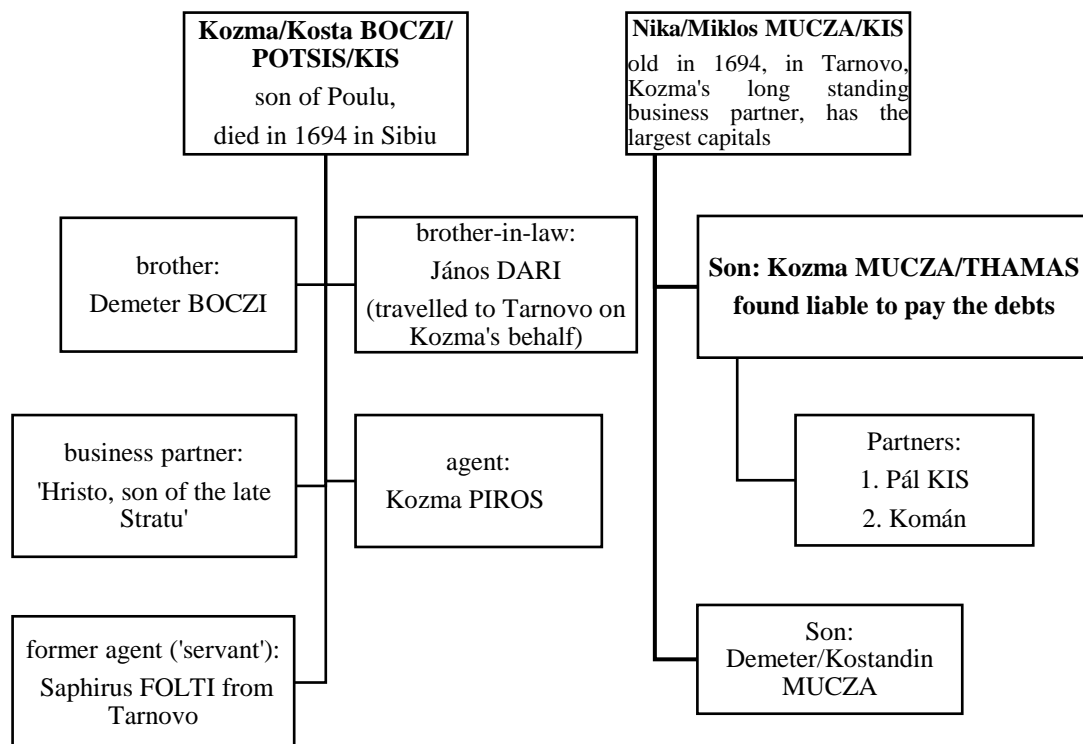 Kozma/Kosta BOCZI/
POTSIS/KIS
son of Poulu,
died in 1694 in Sibiu
Nika/Miklos MUCZA/KIS
old in 1694, in Tarnovo,
Kozma's long standing
business partner, has the
largest capitals
brother:
Demeter BOCZI
brother-in-law:
János DARI
(travelled to Tarnovo on
Kozma's behalf)
Son: Kozma MUCZA/THAMAS
found liable to pay the debts
business partner:
'Hristo, son of the late
Stratu'
agent:
Kozma PIROS
Partners:
1. Pál KIS
2. Komán
former agent ('servant'):
Saphirus FOLTI from
Tarnovo
Son:
Demeter/Kostandin
MUCZA